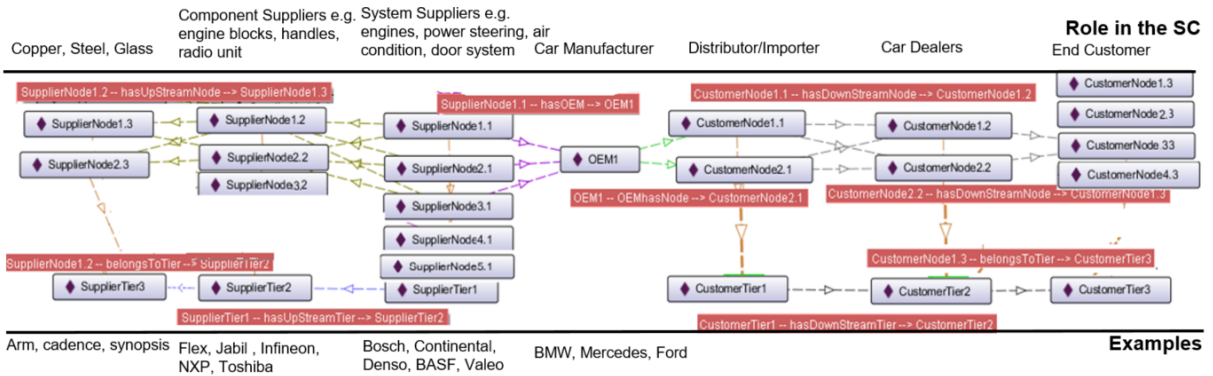 Component Suppliers e.g.
engine blocks, handles,
radio unit
System Suppliers e.g.
engines, power steering, air
condition, door system
Role in the SC
Copper, Steel, Glass
Car Manufacturer
Distributor/Importer
Car Dealers
End Customer
SupplierNode1.2 -- hasUpStreamNode --> SupplierNode1.3
SupplierNode1.1 -- hasOEM --> OEM1
CustomerNode1.1 -- hasDownStreamNode --> CustomerNode1.2
CustomerNode1.3
SupplierNode1.3
SupplierNode1.2
SupplierNode1.1
CustomerNode1.1
CustomerNode1.2
CustomerNode2.3
SupplierNode2.3
SupplierNode2.2
SupplierNode2.1
OEM1
CustomerNode2.1
CustomerNode2.2
CustomerNode 33
SupplierNode3,2
CustomerNode4.3
OEM1 -- OEMhasNode --> CustomerNode2.1
CustomerNode2.2 -- hasDownStreamNode --> CustomerNode1.3
SupplierNode3.1
SupplierNode4.1
SupplierNode5.1
SupplierNode1.2 -- belongsToTier --> SupplierTier2
CustomerNode1.3 -- belongsToTier --> CustomerTier3
SupplierTier3
SupplierTier2
SupplierTier1
CustomerTier1
CustomerTier2
CustomerTier3
SupplierTier1 -- hasUpStreamTier --> SupplierTier2
CustomerTier1 -- hasDownStreamTier --> CustomerTier2
Examples
Arm, cadence, synopsis
Flex, Jabil , Infineon,
NXP, Toshiba
Bosch, Continental,
Denso, BASF, Valeo
BMW, Mercedes, Ford